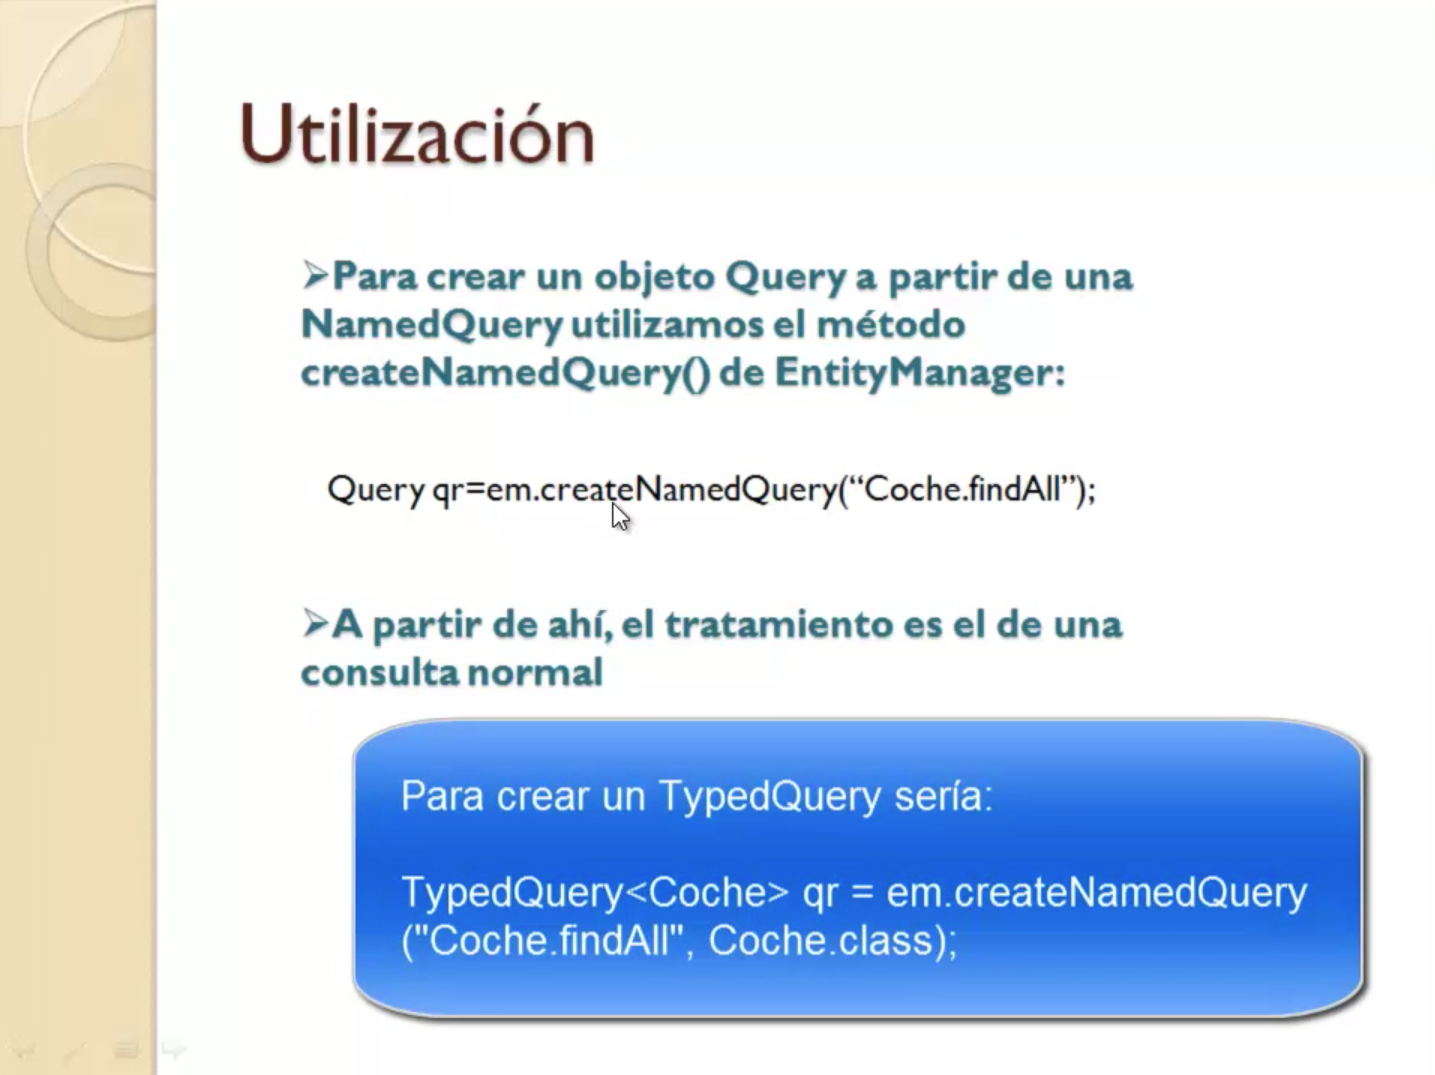 Utilización
➢Para crear un objeto Query a partir de una
NamedQuery utilizamos el método
createNamedQuery() de EntityManager:
Query qr=em.createNamedQuery(“Coche.findAll”);
➢A partir de ahí, el tratamiento es el de una
consulta normal
Para crear un TypedQuery sería:
TypedQuery<Coche> qr = em.createNamedQuery
("Coche.findAll", Coche.class);